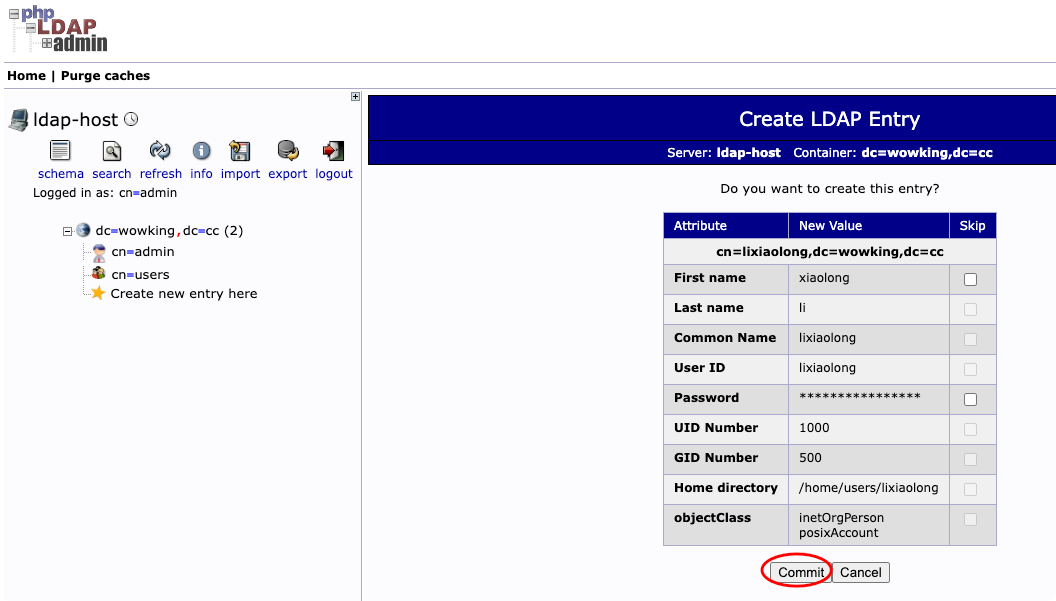 php
LDAP
admin
Home | Purge caches
ldap-host
schema search refresh info import export logout
Logged in as: cn=admin
dc=wowking,dc=cc (2)
cn=admin
cn=users
Create new entry here
Create LDAP Entry
Server: ldap-host Container: dc=wowking,dc=cc
Do you want to create this entry?
Attribute New Value Skip
cn=lixiaolong,dc=wowking,dc=cc
First name xiaolong
Last name li
Common Name lixiaolong
User ID lixiaolong
Password ****************
UID Number 1000
GID Number 500
Home directory /home/users/lixiaolong
objectClass inetOrgPerson
posixAccount
Commit Cancel